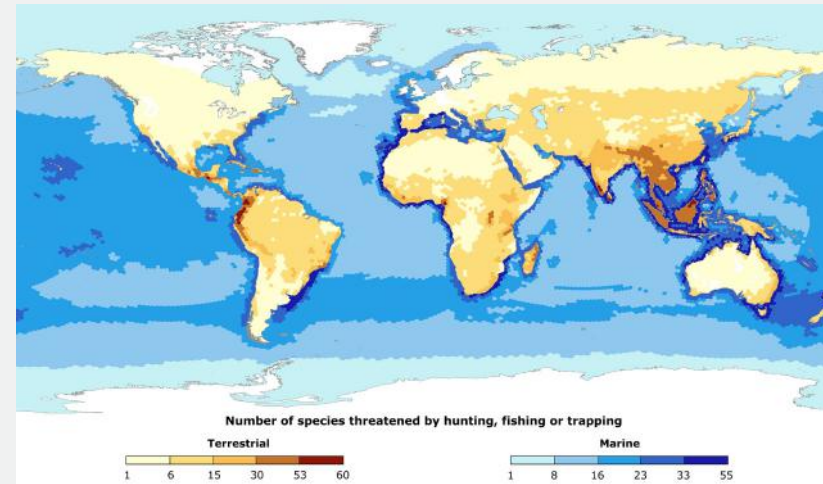 Number of species threatened by hunting, fishing or trapping
Terrestrial
1 6 15 30 53 60
Marine
1 8 16 23 33 55